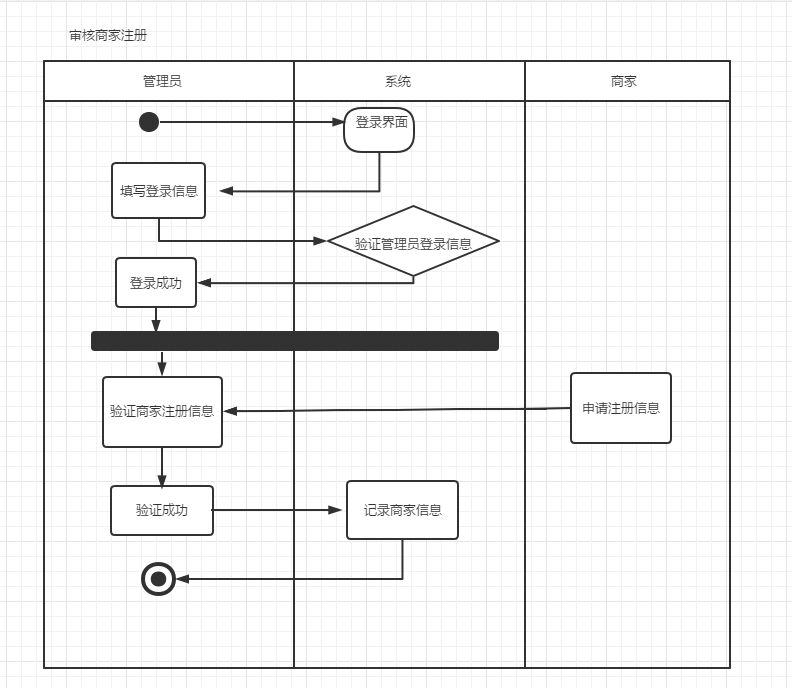 审核商家注册
管理员
系统
商家
登录界面
填写登录信息
验证管理员登录信息
登录成功
验证商家注册信息
申请注册信息
验证成功
记录商家信息